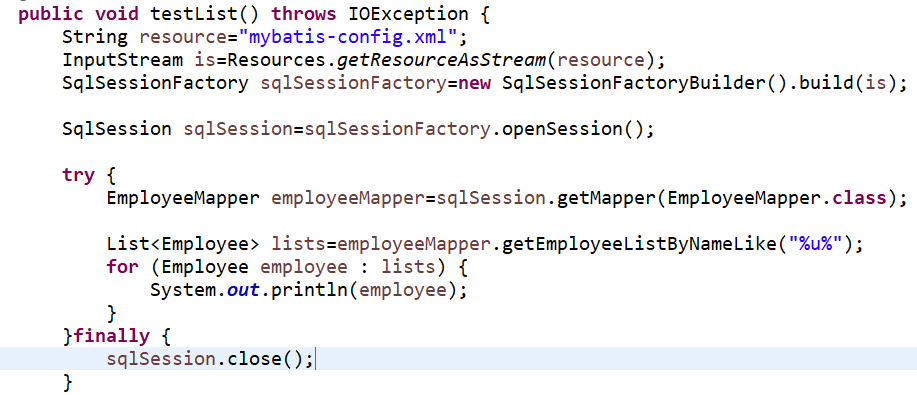 public void testList() throws IOException {
String resource="mybatis-config.xml";
InputStream is=Resources.getResourceAsStream(resource);
SqlSessionFactory sqlSessionFactory=new SqlSessionFactoryBuilder().build(is);
SqlSession sqlSession=sqlSessionFactory.openSession();
try {
EmployeeMapper employeeMapper=sqlSession.getMapper(EmployeeMapper.class);
List<Employee> lists=employeeMapper.getEmployeeListByNameLike("%u%");
for (Employee employee : lists) {
System.out.println(employee);
}
}finally {
sqlSession.close();
}